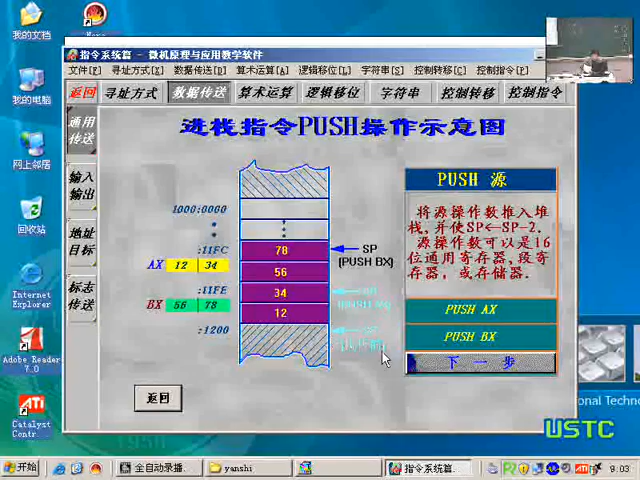 我的文档
我的电脑
网上邻居
回收站
Internet
Explorer
Adobe Reader
7.0
Catalyst
Contr...
指令系统篇 - 微机原理与应用教学软件
文件[F] 寻址方式[X] 数据传送[D] 算术运算[A] 逻辑移位[L] 字符串[S] 控制转移[C] 控制指令[P]
返回 寻址方式 数据传送 算术运算 逻辑移位 字符串 控制转移 控制指令
通用
传送
输入
输出
地址
目标
标志
传送
进栈指令PUSH操作示意图
1000:0000
:11FC
AX 12 34
:11FE
BX 56 78
:1200
78
56
34
12
SP
(PUSH BX)
PUSH 源
将源操作数推入堆
栈,并使SP←SP-2.
源操作数可以是16
位通用寄存器,段寄
存器,或存储器.
PUSH AX
PUSH BX
下一步
返回
onal Techno
USTC
开始
全自动录播...
yanshi
指令系统篇...
9:03